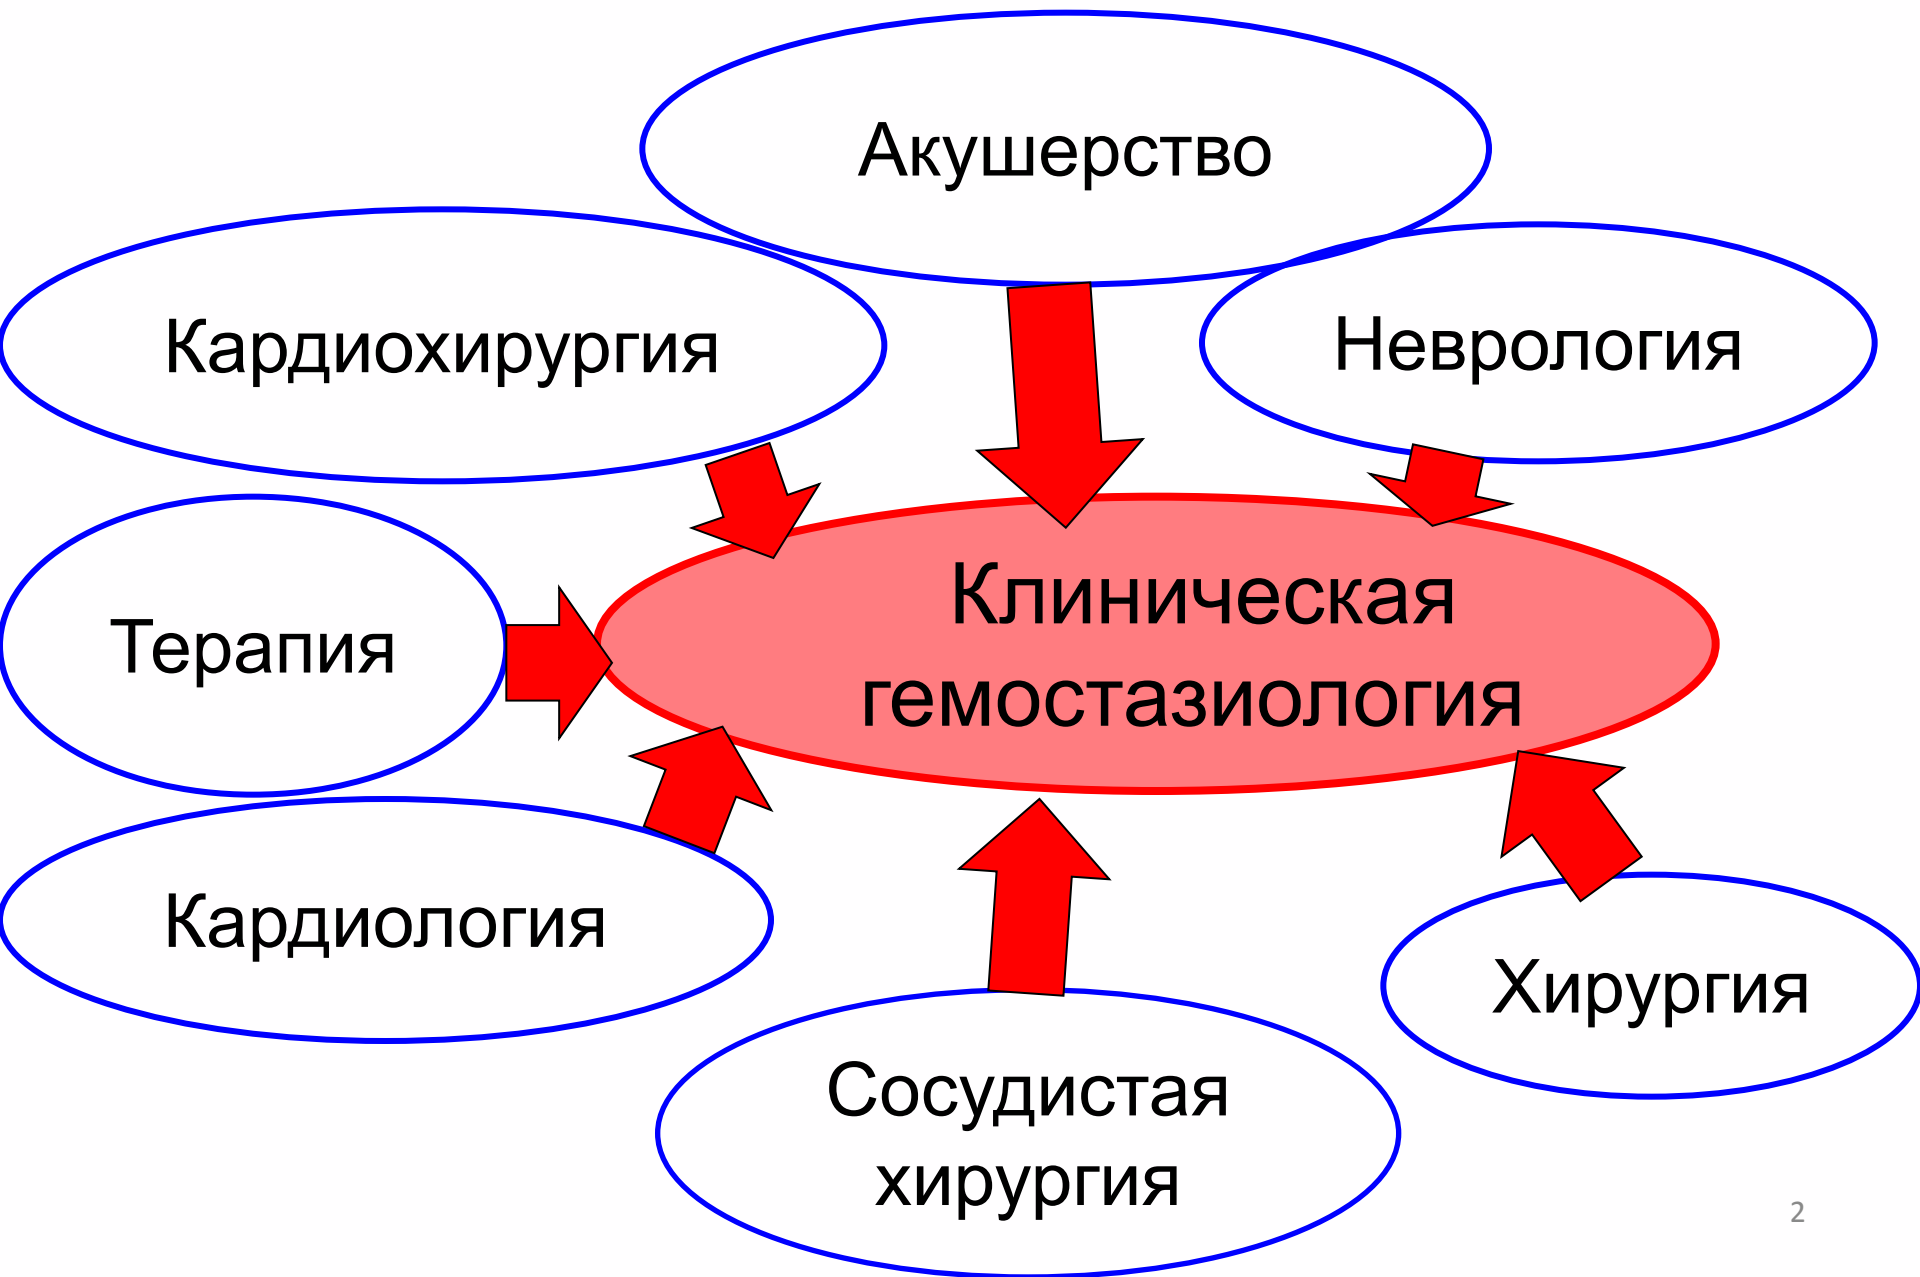 Акушерство
Кардиохирургия
Неврология
Клиническая
гемостазиология
Терапия
Кардиология
Хирургия
Сосудистая
хирургия
2